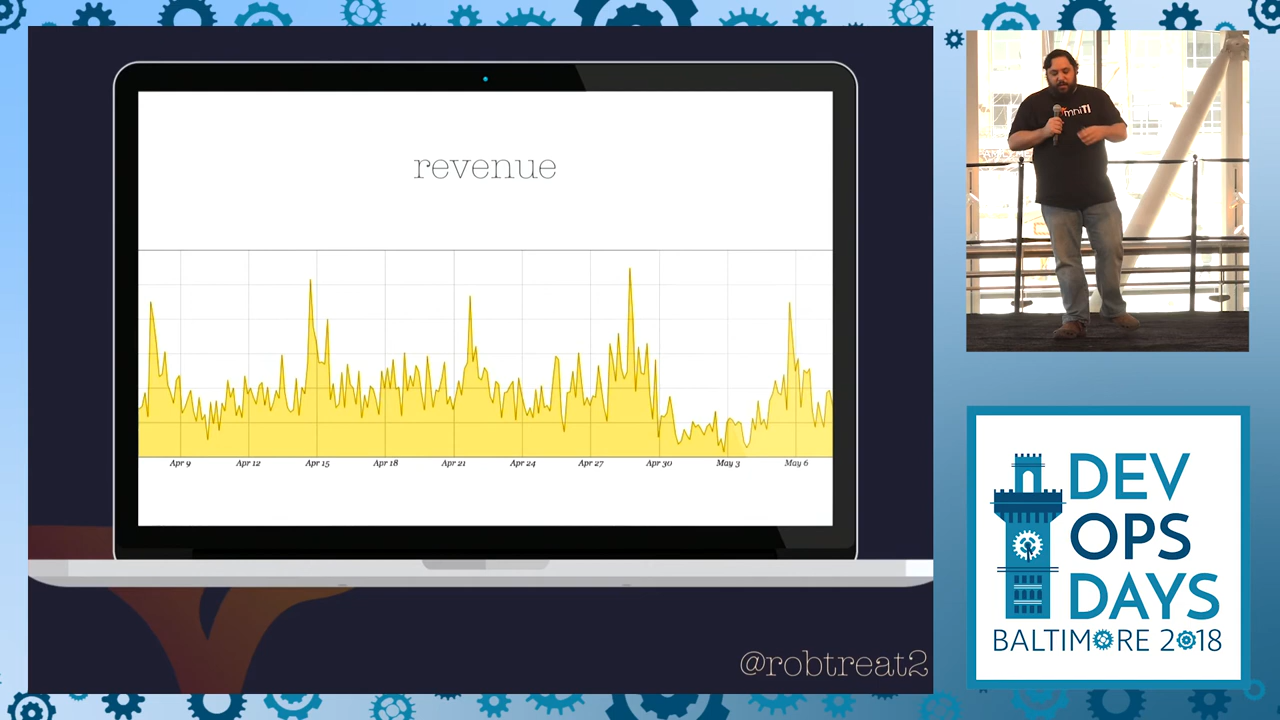 revenue
Apr 9 Apr 12 Apr 15 Apr 18 Apr 21 Apr 24 Apr 27 Apr 30 May 3 May 6
@robtreat2
mniTI
DEV
OPS
DAYS
BALTIMORE 2018